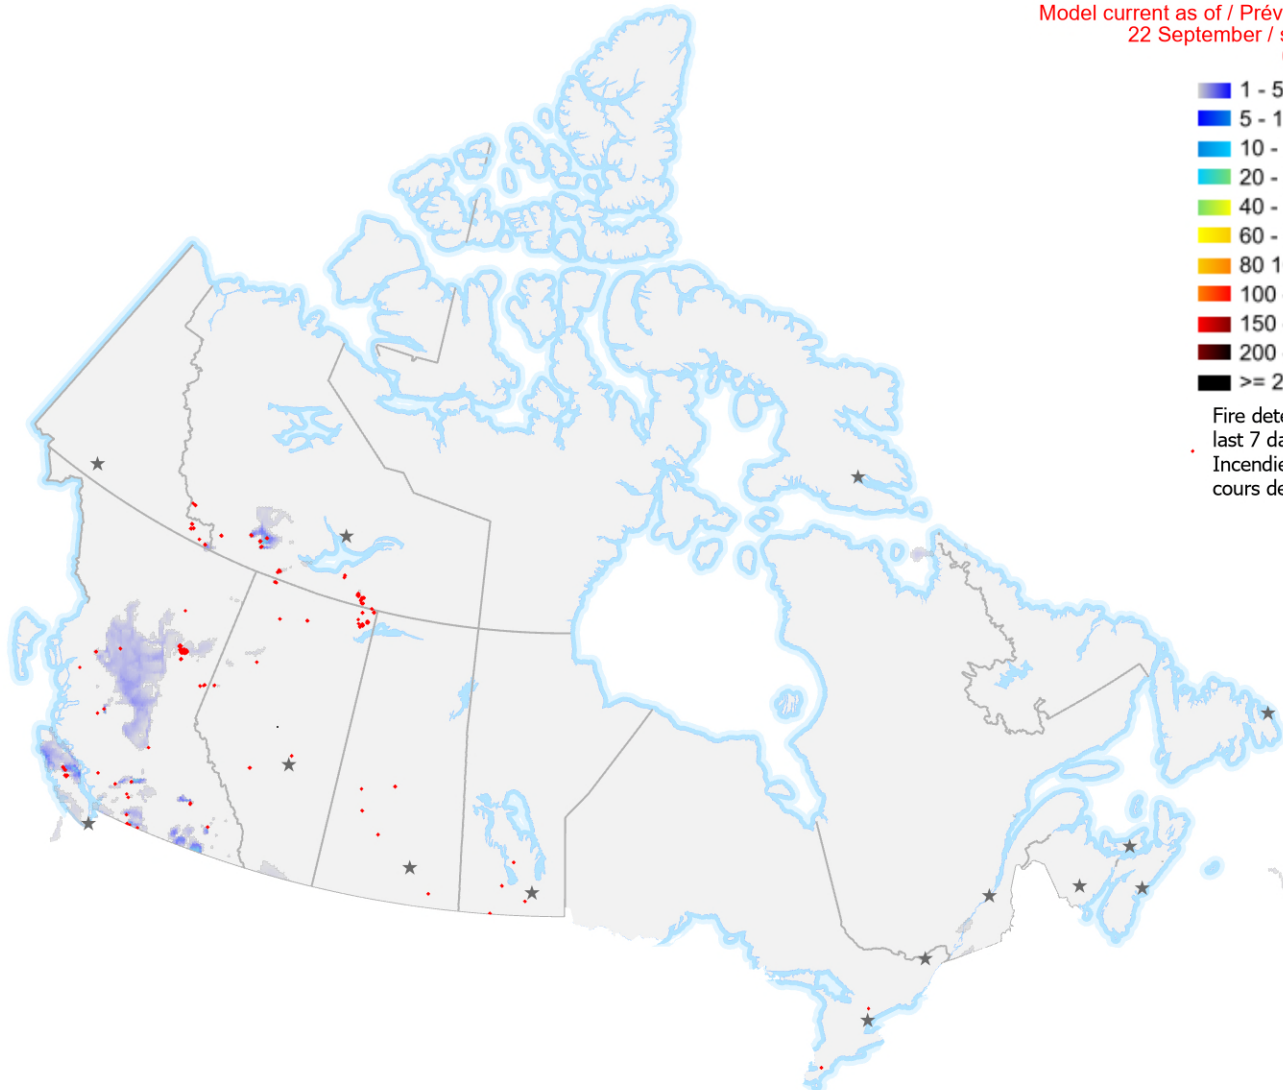 Model current as of / Prév
22 September / s
1 - 5
5 - 1
10 -
20 -
40 -
60 -
80 1
100
150
200
>= 2
Fire dete
last 7 da
Incendie
cours de